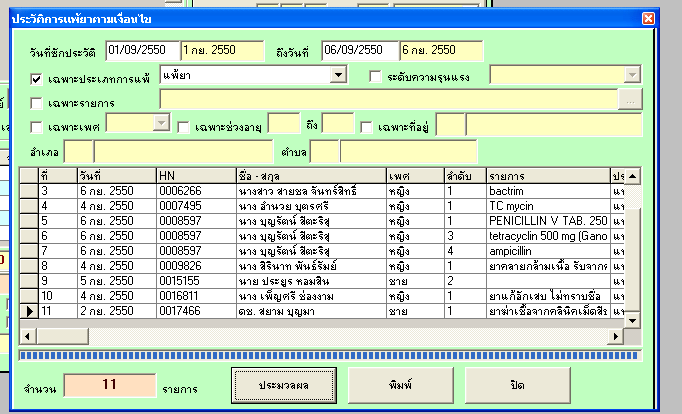 ประวัติการแพ้ยาตามเงื่อนไข
วันที่ซักประวัติ 01/09/2550 1 กย. 2550 ถึงวันที่ 06/09/2550 6 กย. 2550
เฉพาะประเภทการแพ้ แพ้ยา ระดับความรุนแรง
เฉพาะรายการ ...
เฉพาะเพศ เฉพาะช่วงอายุ ถึง เฉพาะที่อยู่
อำเภอ ตำบล
ที่ วันที่ HN ชื่อ - สกุล เพศ ลำดับ รายการ ประ
3 6 กย. 2550 0006266 นางสาว สายชล จันทร์สิทธิ์ หญิง 1 bactrim แพ
4 4 กย. 2550 0007495 นาง อำนวย บุตรศรี หญิง 1 TC mycin แพ
5 6 กย. 2550 0008597 นาง บุญรัตน์ หญิง 1 PENICILLIN V TAB. 250 แพ
6 6 กย. 2550 0008597 นาง บุญรัตน์ หญิง 3 tetracyclin 500 mg (Gano แพ
7 6 กย. 2550 0008597 นาง บุญรัตน์ หญิง 4 ampicillin แพ
8 4 กย. 2550 0009826 นาง สิรินาท พันธ์รัมย์ หญิง 1 ยาคลายกล้ามเนื้อ รับจาก แพ
9 5 กย. 2550 0015155 นาย ประยูร หอมสิน ชาย 2 แพ
10 4 กย. 2550 0016811 นาง เพ็ญศรี ช่องงาม หญิง 1 ยาแก้อักเสบ ไม่ทราบชื่อ แพ
11 2 กย. 2550 0017466 ดช. สยาม บุญมา ชาย 1 ยาฆ่าเชื้อจากคลินิคเม็ดสี แพ
จำนวน 11 รายการ ประมวลผล พิมพ์ ปิด